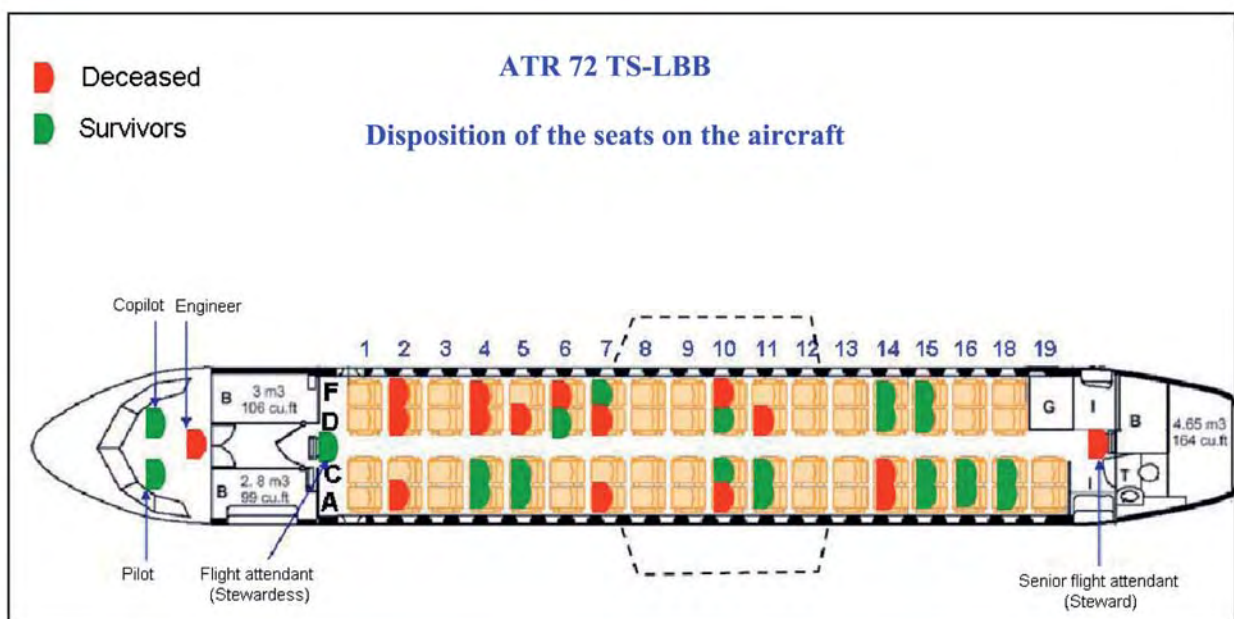 ATR 72 TS-LBB
Deceased
Survivors
Disposition of the seats on the aircraft
Copilot Engineer
1 2 3 4 5 6 7 8 9 10 11 12 13 14 15 16 18 19
B 3 m3
106 cu.ft
F
D
G I B 4.65 m3
164 cu.ft
B 2. 8 m3
99 cu.ft
C
A
I T
Pilot
Flight attendant
(Stewardess)
Senior flight attendant
(Steward)